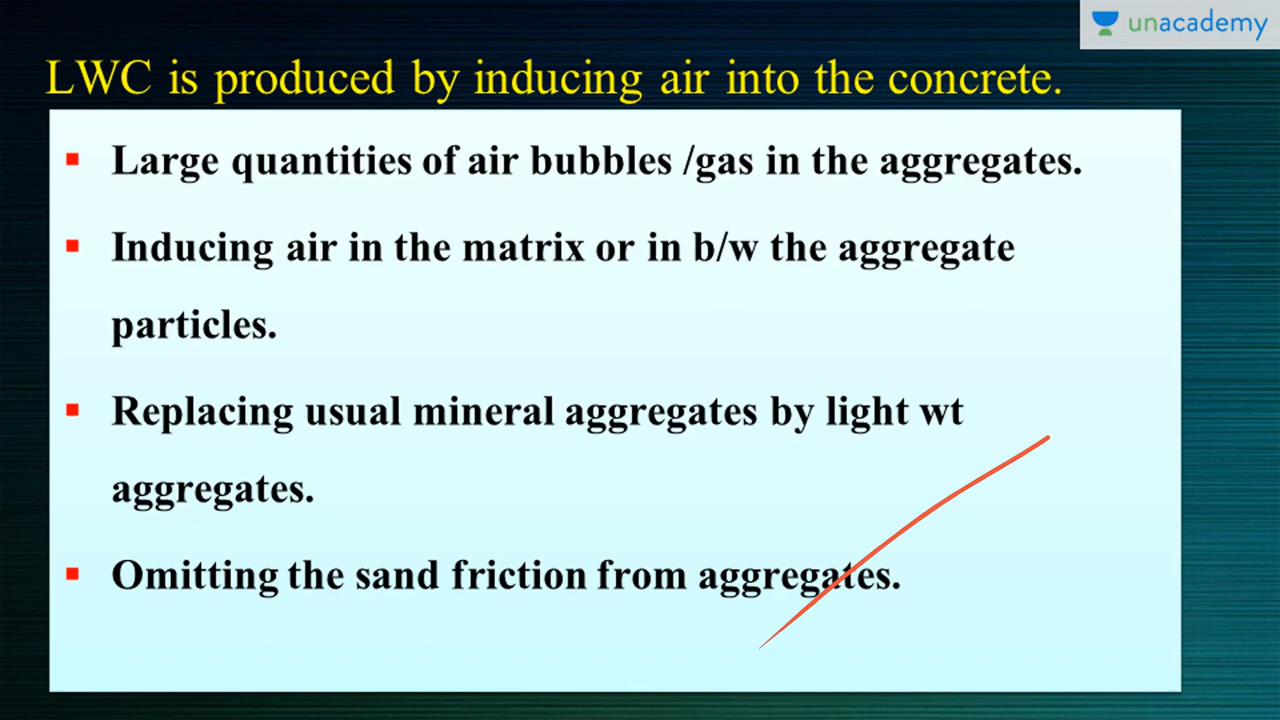 unacademy
LWC is produced by inducing air into the concrete.
▪ Large quantities of air bubbles /gas in the aggregates.
▪ Inducing air in the matrix or in b/w the aggregate
particles.
▪ Replacing usual mineral aggregates by light wt
aggregates.
▪ Omitting the sand friction from aggregates.